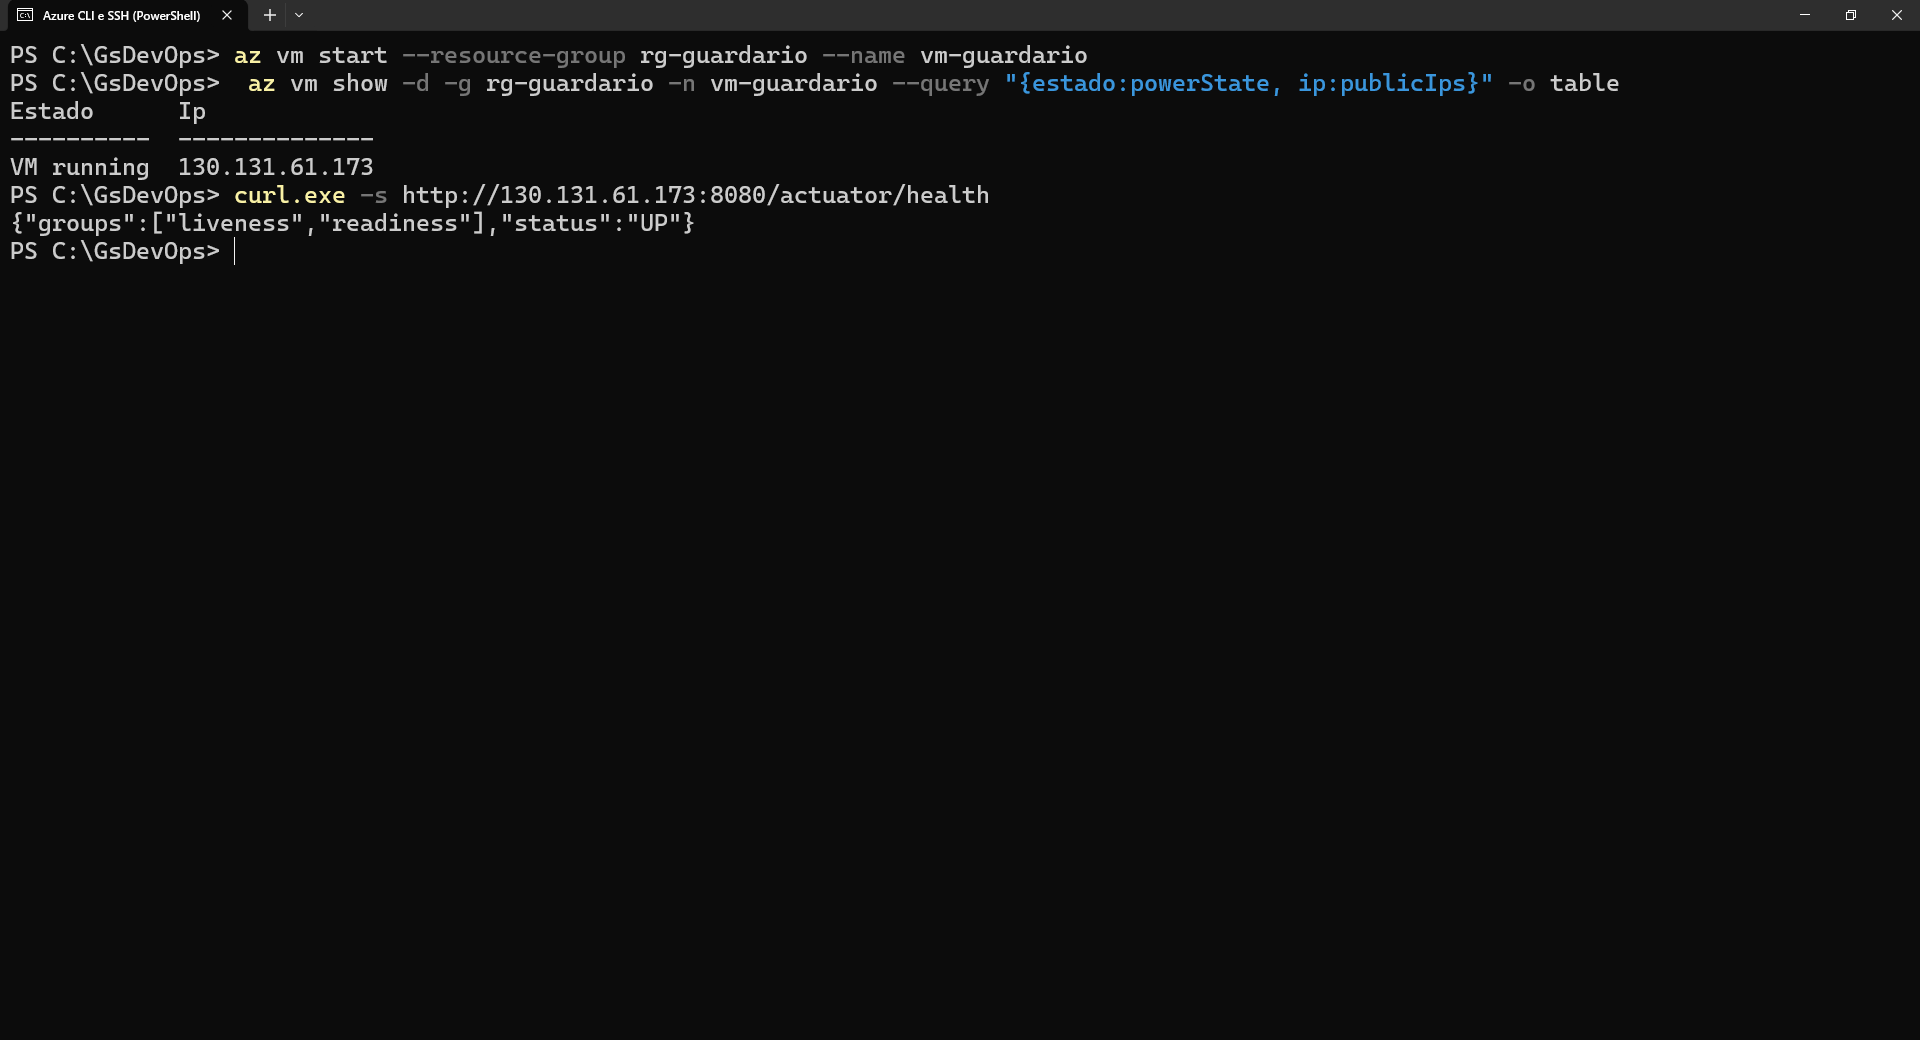 Azure CLI e SSH (PowerShell)
PS C:\GsDevOps> az vm start --resource-group rg-guardario --name vm-guardario
PS C:\GsDevOps>  az vm show -d -g rg-guardario -n vm-guardario --query "{estado:powerState, ip:publicIps}" -o table
Estado      Ip
----------  --------------
VM running  130.131.61.173
PS C:\GsDevOps> curl.exe -s http://130.131.61.173:8080/actuator/health
{"groups":["liveness","readiness"],"status":"UP"}
PS C:\GsDevOps>